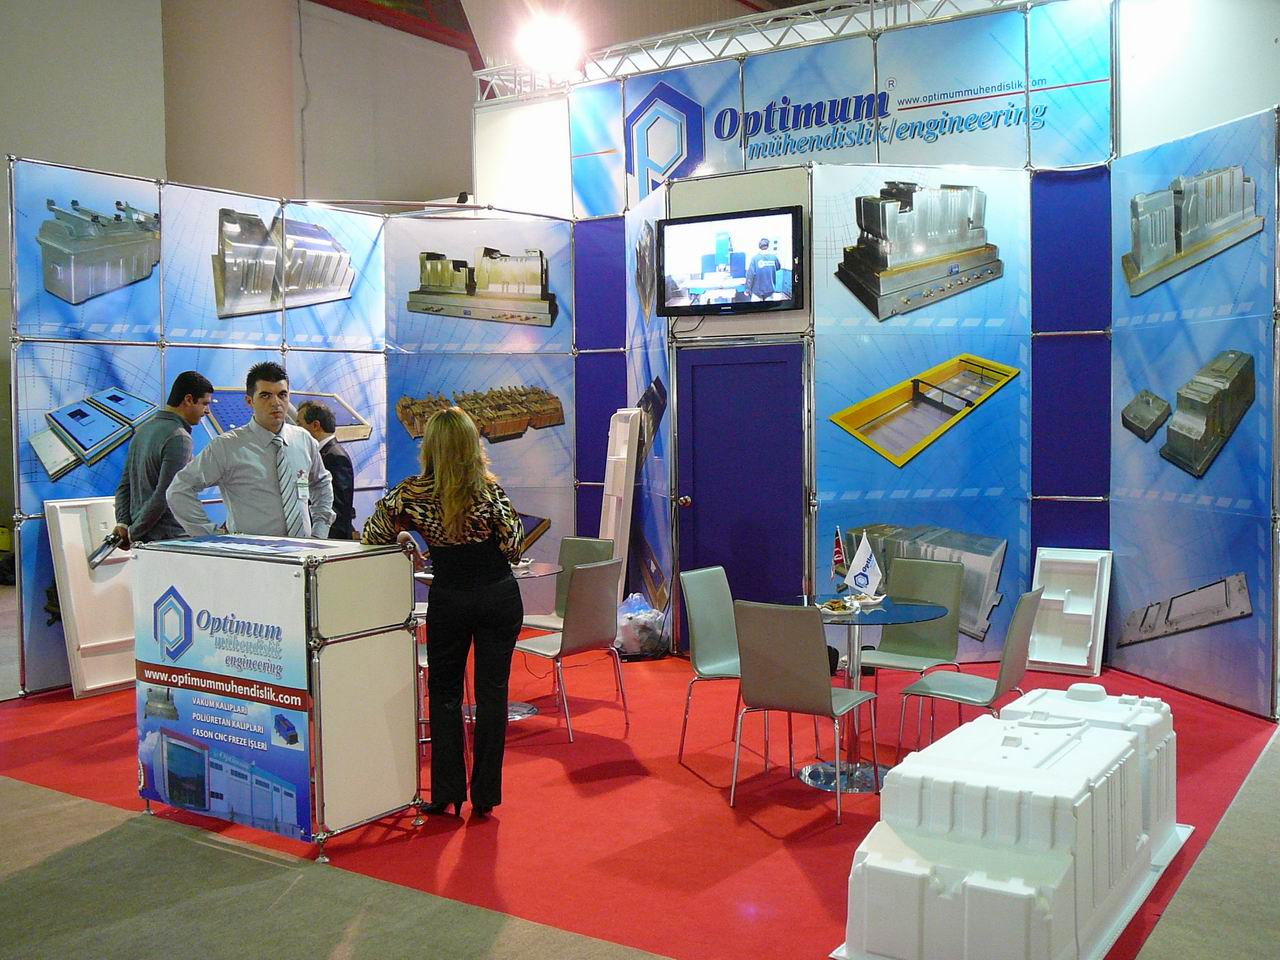 Optimum®
www.optimummuhendislik.com
mühendislik/engineering
Optimum
mühendislik
engineering
www.optimummuhendislik.com
VAKUM KALIPLARI
POLİÜRETAN KALIPLARI
FASON CNC FREZE İŞLERİ
Optimum